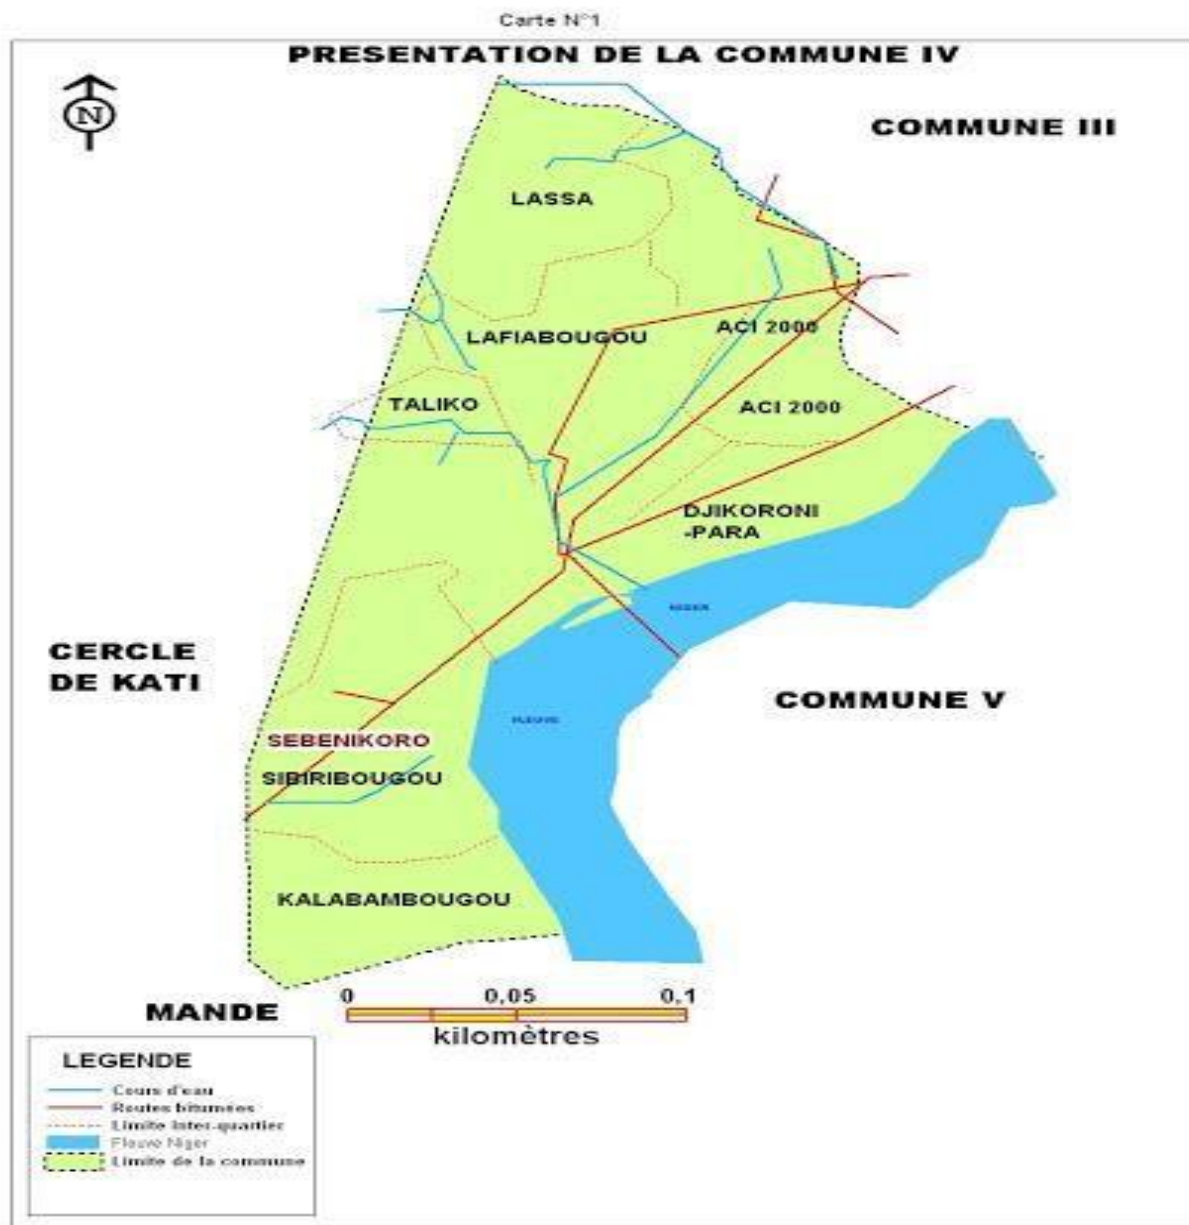 Carte N°1
PRESENTATION DE LA COMMUNE IV
N
COMMUNE III
LASSA
ACI 2000
LAFIABOUGOU
TALIKO
ACI 2000
DJIKORONI
-PARA
NIGER
CERCLE
DE KATI
COMMUNE V
FLEUVE
SEBENIKORO
SIBIRIBOUGOU
KALABAMBOUGOU
MANDE
0 0,05 0,1
kilomètres
LEGENDE
Cours d'eau
Routes bitumées
Limite inter-quartier
Fleuve Niger
Limite de la commune